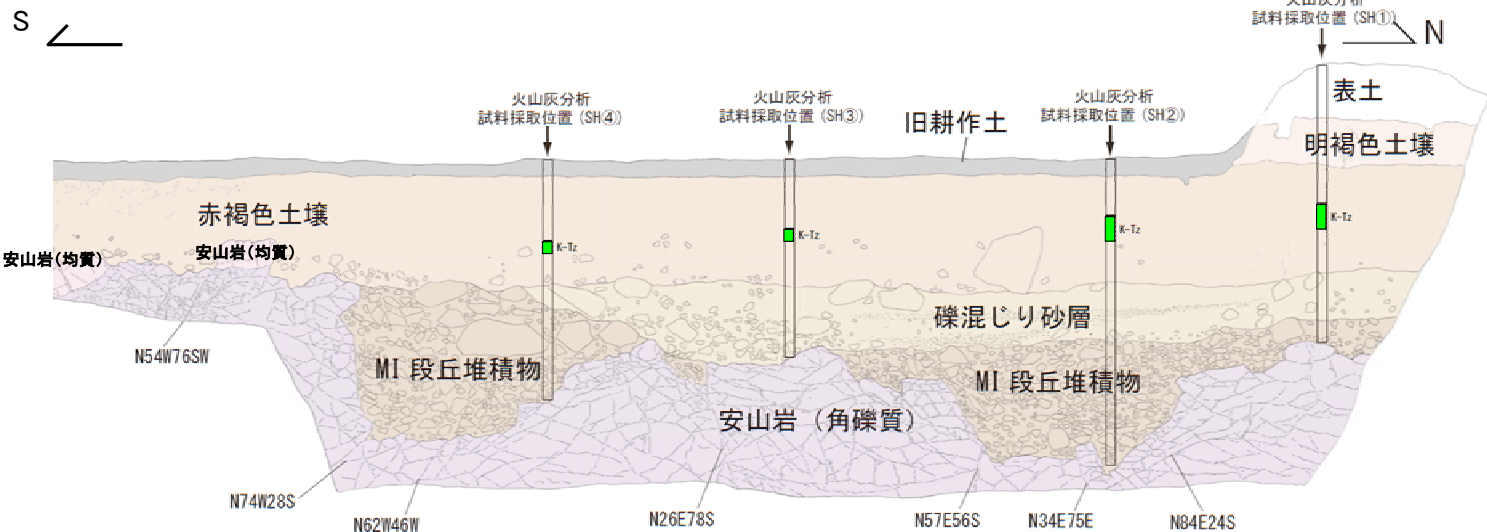 S
N
火山灰分析
試料採取位置(SH①)
火山灰分析
試料採取位置(SH④)
火山灰分析
試料採取位置(SH③)
火山灰分析
試料採取位置(SH②)
旧耕作土
表土
明褐色土壌
赤褐色土壌
安山岩(均質)
安山岩(均質)
K-Tz
K-Tz
K-Tz
K-Tz
礫混じり砂層
N54W76SW
MI 段丘堆積物
MI 段丘堆積物
安山岩(角礫質)
N74W28S
N62W46W
N26E78S
N57E56S
N34E75E
N84E24S